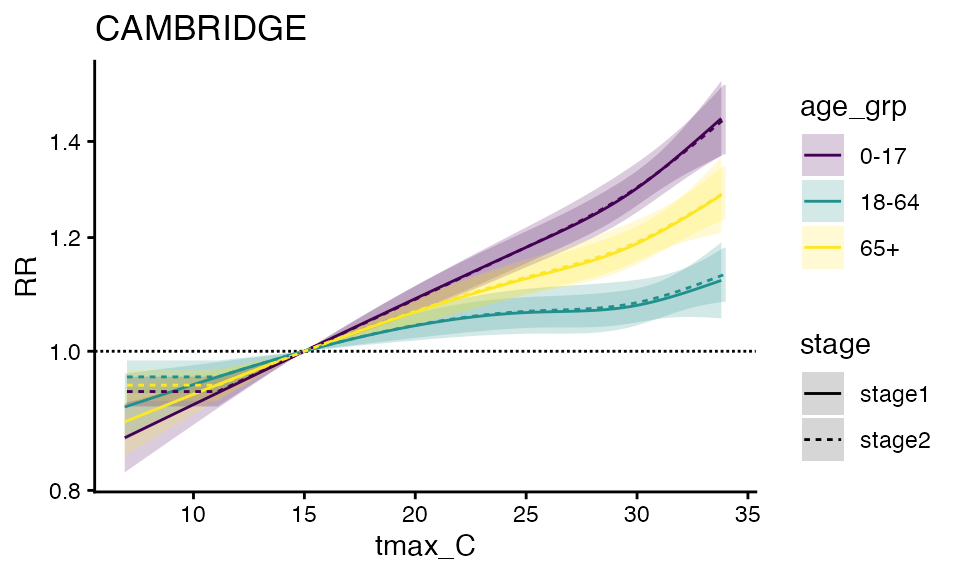 CAMBRIDGE
RR
1.4
1.2
1.0
0.8
10 15 20 25 30 35
tmax_C
age_grp
0-17
18-64
65+
stage
stage1
stage2